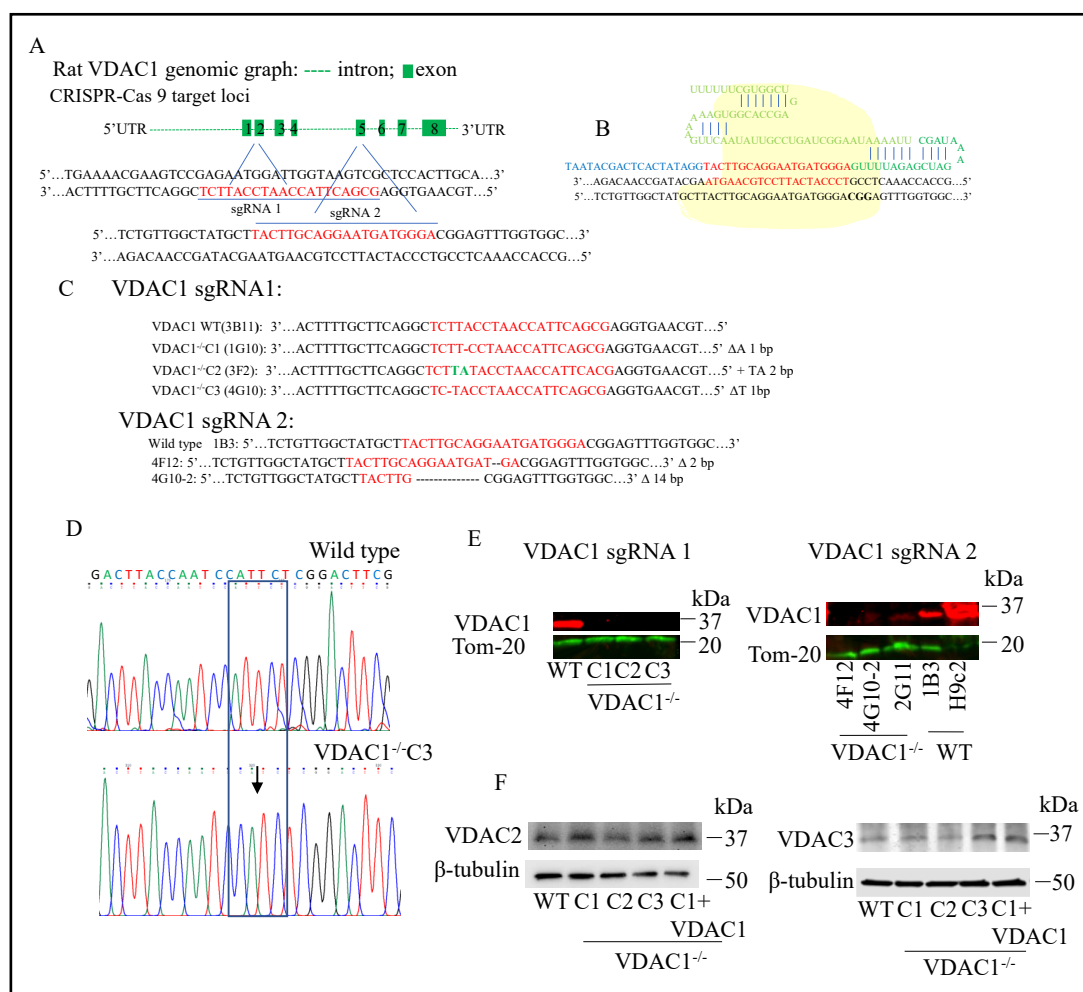 A
Rat VDAC1 genomic graph: ---- intron; exon
CRISPR-Cas 9 target loci
5’UTR 1 2 3 4 5 6 7 8 3’UTR
5’…TGAAAACGAAGTCCGAGAATGGATTGGTAAGTCGCTCCACTTGCA…3’
3’…ACTTTTGCTTCAGGCTCTTACCTAACCATTCAGCGAGGTGAACGT…5’
sgRNA 1 sgRNA 2
5’…TCTGTTGGCTATGCTTACTTGCAGGAATGATGGGACGGAGTTTGGTGGC…3’
3’…AGACAACCGATACGAATGAACGTCCTTACTACCCTGCCTCAAACCACCG…5’
B
UUUUUUCGUGGCU
G
AAGGUGGCACCGA
A
A
GUUCAAUAUUGCCUGAUCGGAAUAAAAUU CGAUA
A
A
TAATACGACTCACTATAGGTACTTGCAGGAATGATGGGAGUUUUAGAGCUAG
3’…AGACAACCGATACGAATGAACGTCCTTACTACCCTGCCTCAAACCACCG…5’
5’…TCTGTTGGCTATGCTTACTTGCAGGAATGATGGGACGGAGTTTGGTGGC…3’
C VDAC1 sgRNA1:
VDAC1 WT(3B11): 3’…ACTTTTGCTTCAGGCTCTTACCTAACCATTCAGCGAGGTGAACGT…5’
VDAC1⁻/⁻C1 (1G10): 3’…ACTTTTGCTTCAGGCTCTT-CCTAACCATTCAGCGAGGTGAACGT…5’ ΔA 1 bp
VDAC1⁻/⁻C2 (3F2): 3’…ACTTTTGCTTCAGGCTCTTATACCTAACCATTCACGAGGTGAACGT…5’ + TA 2 bp
VDAC1⁻/⁻C3 (4G10): 3’…ACTTTTGCTTCAGGCTC-TACCTAACCATTCAGCGAGGTGAACGT…5’ ΔT 1bp
VDAC1 sgRNA 2:
Wild type 1B3: 5’…TCTGTTGGCTATGCTTACTTGCAGGAATGATGGGACGGAGTTTGGTGGC…3’
4F12: 5’…TCTGTTGGCTATGCTTACTTGCAGGAATGAT--GACGGAGTTTGGTGGC…3’ Δ 2 bp
4G10-2: 5’…TCTGTTGGCTATGCTTACTTG --------------CGGAGTTTGGTGGC…3’ Δ 14 bp
D
Wild type
GACTTACCAATCCATTCTCGGACTTCG
VDAC1⁻/⁻C3
E
VDAC1 sgRNA 1
kDa
VDAC1 37
Tom-20 20
WT C1 C2 C3
VDAC1⁻/⁻
VDAC1 sgRNA 2
kDa
VDAC1 37
Tom-20 20
4F12 4G10-2 2G11 1B3 H9c2
VDAC1⁻/⁻ WT
F
kDa
VDAC2 37
β-tubulin 50
WT C1 C2 C3 C1+
VDAC1
VDAC1⁻/⁻
kDa
VDAC3 37
β-tubulin 50
WT C1 C2 C3 C1+
VDAC1
VDAC1⁻/⁻